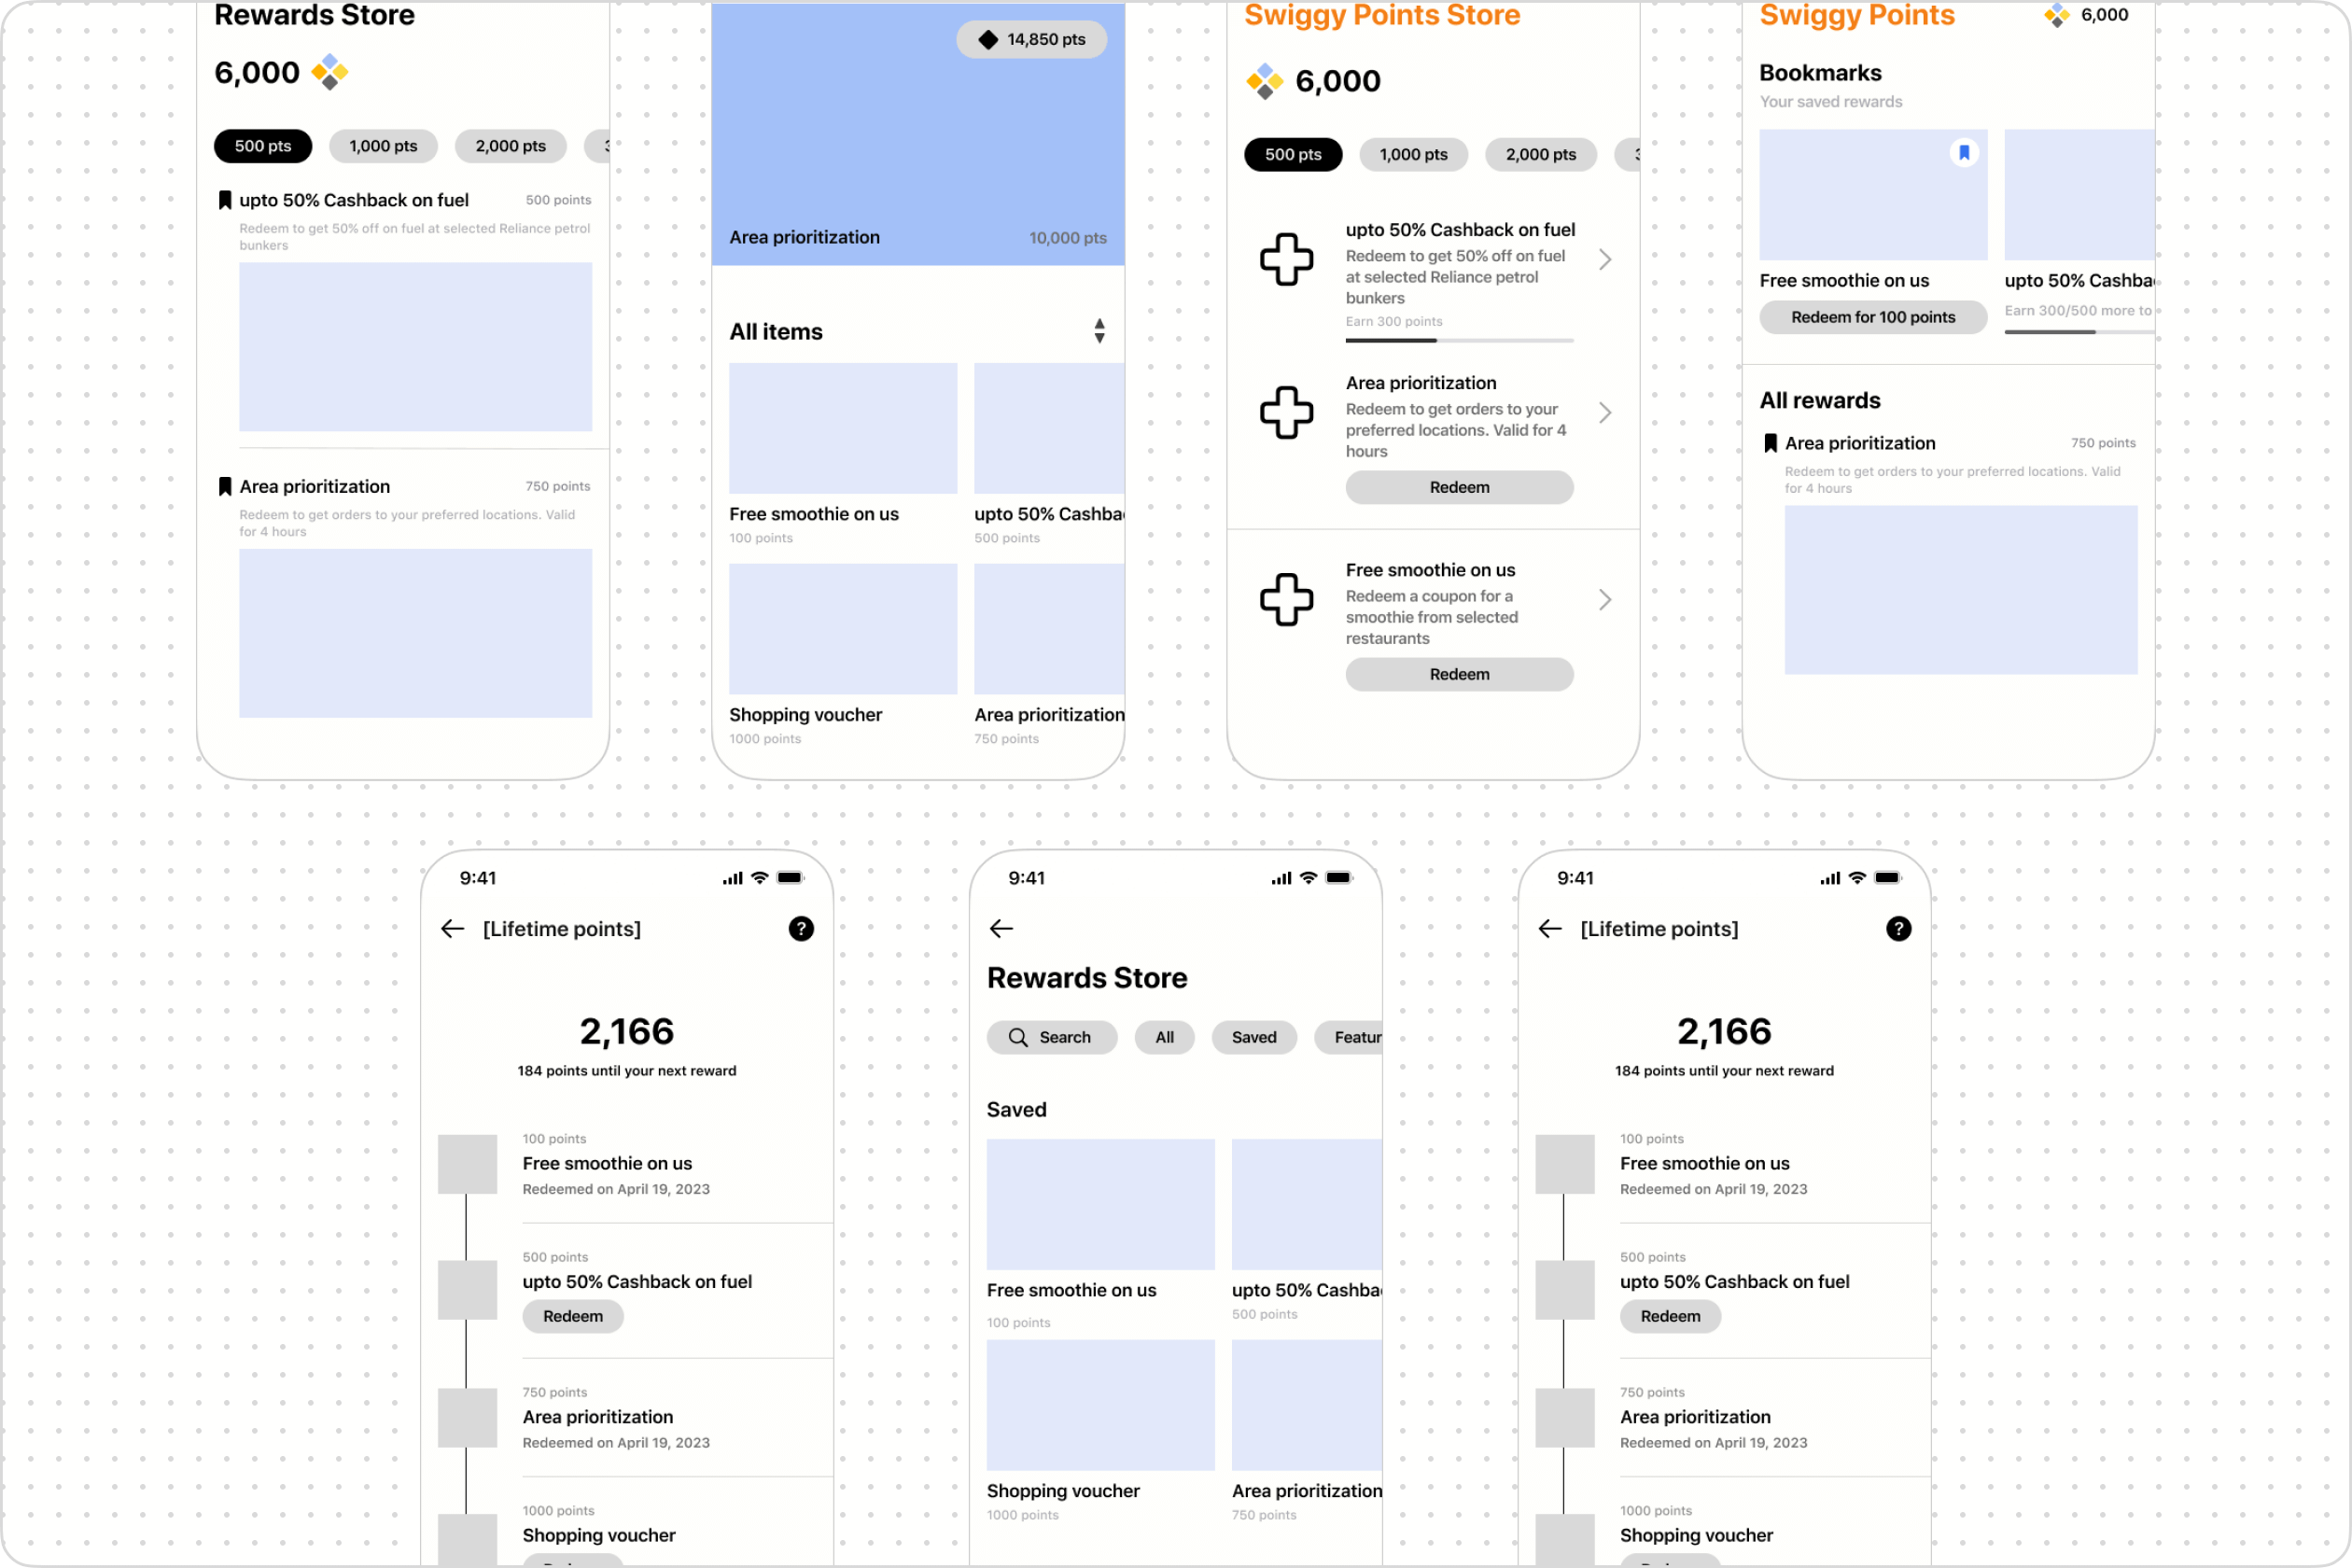 Rewards Store
6,000
500 pts
1,000 pts
2,000 pts
upto 50% Cashback on fuel
500 points
Redeem to get 50% off on fuel at selected Reliance petrol
bunkers
Area prioritization
750 points
Redeem to get orders to your preferred locations. Valid
for 4 hours
14,850 pts
Area prioritization
10,000 pts
All items
Free smoothie on us
100 points
upto 50% Cashba
500 points
Shopping voucher
1000 points
Area prioritization
750 points
Swiggy Points Store
6,000
500 pts
1,000 pts
2,000 pts
upto 50% Cashback on fuel
Redeem to get 50% off on fuel
at selected Reliance petrol
bunkers
Earn 300 points
Area prioritization
Redeem to get orders to your
preferred locations. Valid for 4
hours
Redeem
Free smoothie on us
Redeem a coupon for a
smoothie from selected
restaurants
Redeem
Swiggy Points
6,000
Bookmarks
Your saved rewards
Free smoothie on us
Redeem for 100 points
upto 50% Cashba
Earn 300/500 more to
All rewards
Area prioritization
750 points
Redeem to get orders to your preferred locations. Valid
for 4 hours
9:41
[Lifetime points]
?
2,166
184 points until your next reward
100 points
Free smoothie on us
Redeemed on April 19, 2023
500 points
upto 50% Cashback on fuel
Redeem
750 points
Area prioritization
Redeemed on April 19, 2023
1000 points
Shopping voucher
9:41
Rewards Store
Search
All
Saved
Featur
Saved
Free smoothie on us
100 points
upto 50% Cashba
500 points
Shopping voucher
1000 points
Area prioritization
750 points
9:41
[Lifetime points]
?
2,166
184 points until your next reward
100 points
Free smoothie on us
Redeemed on April 19, 2023
500 points
upto 50% Cashback on fuel
Redeem
750 points
Area prioritization
Redeemed on April 19, 2023
1000 points
Shopping voucher